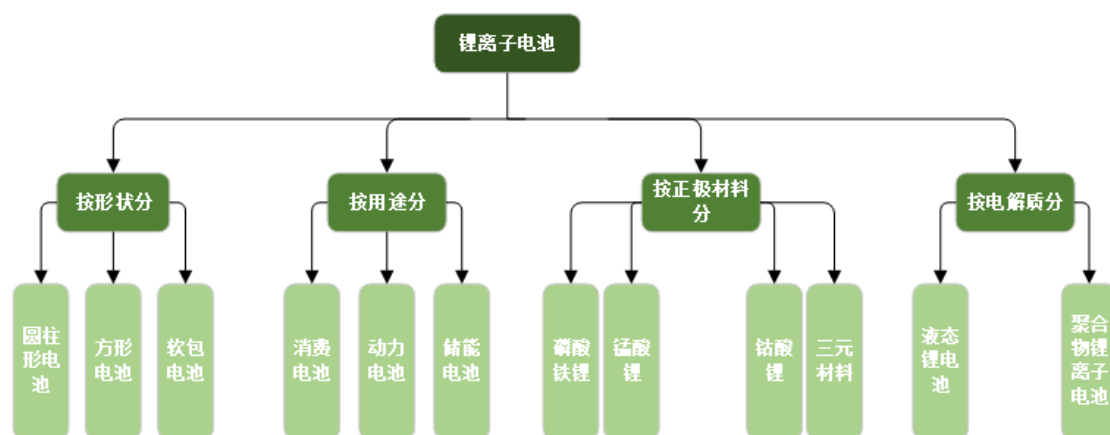 锂离子电池
按形状分
按用途分
按正极材料
分
按电解质分
圆柱
形电
池
方形
电池
软包
电池
消费
电池
动力
电池
储能
电池
磷酸
铁锂
锰酸
锂
钴酸
锂
三元
材料
液态
锂电
池
聚合
物锂
离子
电池